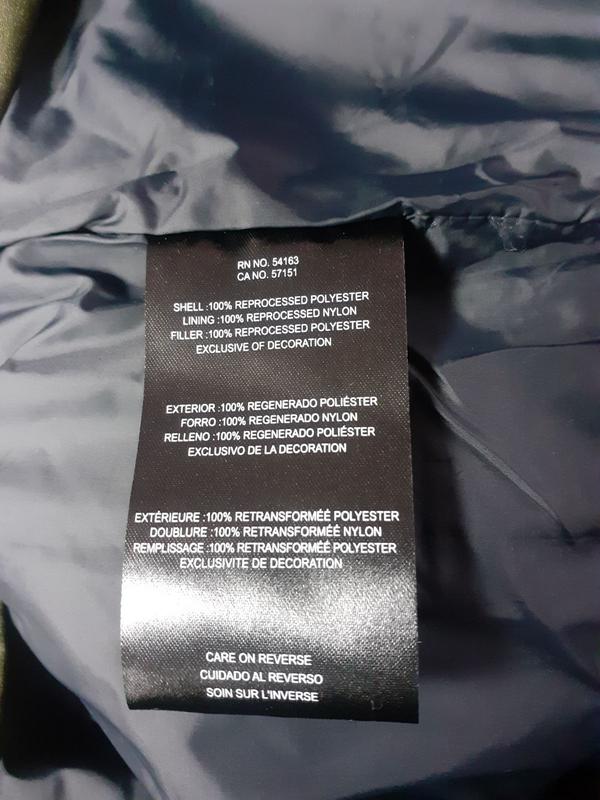 RN NO. 54163
CA NO. 57151
SHELL :100% REPROCESSED POLYESTER
LINING :100% REPROCESSED NYLON
FILLER :100% REPROCESSED POLYESTER
EXCLUSIVE OF DECORATION
EXTERIOR :100% REGENERADO POLIÉSTER
FORRO :100% REGENERADO NYLON
RELLENO :100% REGENERADO POLIÉSTER
EXCLUSIVO DE LA DECORATION
EXTÉRIEURE :100% RETRANSFORMÉÉ POLYESTER
DOUBLURE :100% RETRANSFORMÉÉ NYLON
REMPLISSAGE :100% RETRANSFORMÉÉ POLYESTER
EXCLUSIVITE DE DECORATION
CARE ON REVERSE
CUIDADO AL REVERSO
SOIN SUR L'INVERSE